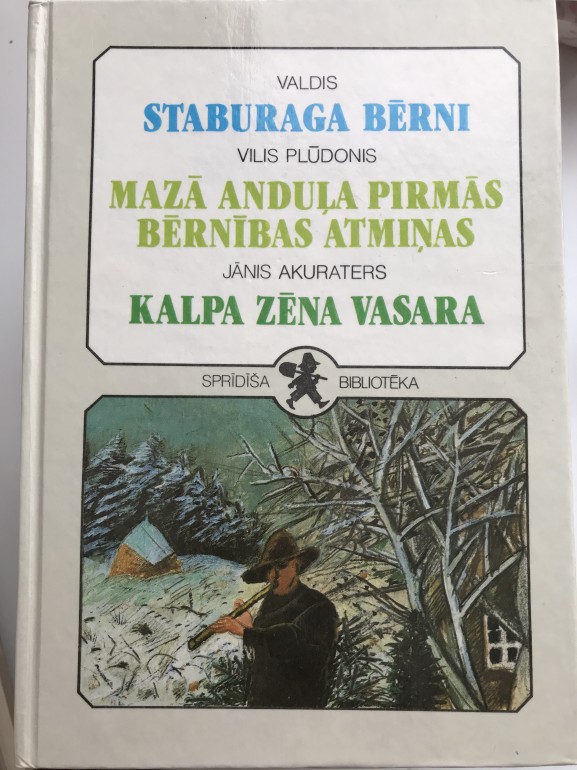 VALDIS
STABURAGA BĒRNI
VILIS PLŪDONIS
MAZĀ ANDUĻA PIRMĀS
BĒRNĪBAS ATMIŅAS
JĀNIS AKURATERS
KALPA ZĒNA VASARA
SPRĪDĪŠA BIBLIOTĒKA